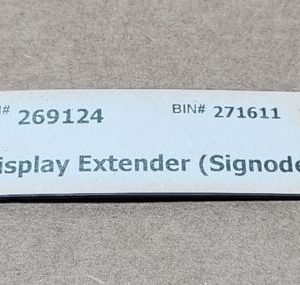 # 269124 BIN# 271611
isplay Extender (Signode